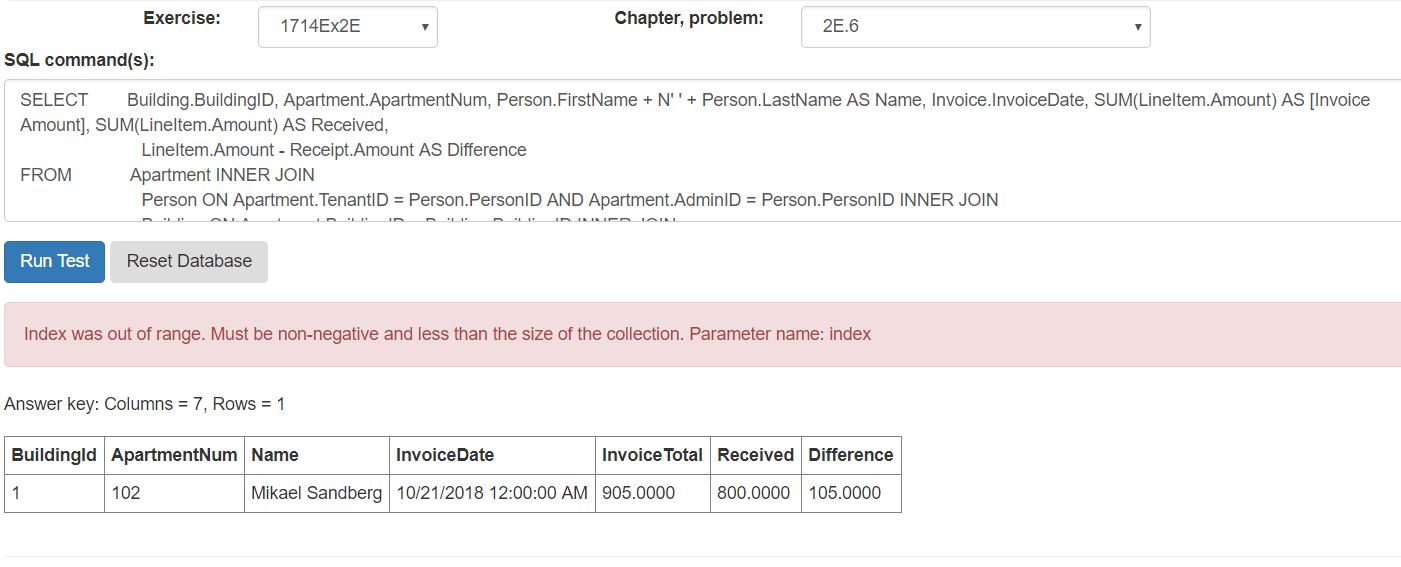 Exercise: 1714Ex2E Chapter, problem: 2E.6
SQL command(s):
SELECT Building.BuildingID, Apartment.ApartmentNum, Person.FirstName + N' ' + Person.LastName AS Name, Invoice.InvoiceDate, SUM(LineItem.Amount) AS [Invoice
Amount], SUM(LineItem.Amount) AS Received,
LineItem.Amount - Receipt.Amount AS Difference
FROM Apartment INNER JOIN
Person ON Apartment.TenantID = Person.PersonID AND Apartment.AdminID = Person.PersonID INNER JOIN
Run Test Reset Database
Index was out of range. Must be non-negative and less than the size of the collection. Parameter name: index
Answer key: Columns = 7, Rows = 1
BuildingId ApartmentNum Name InvoiceDate InvoiceTotal Received Difference
1 102 Mikael Sandberg 10/21/2018 12:00:00 AM 905.0000 800.0000 105.0000